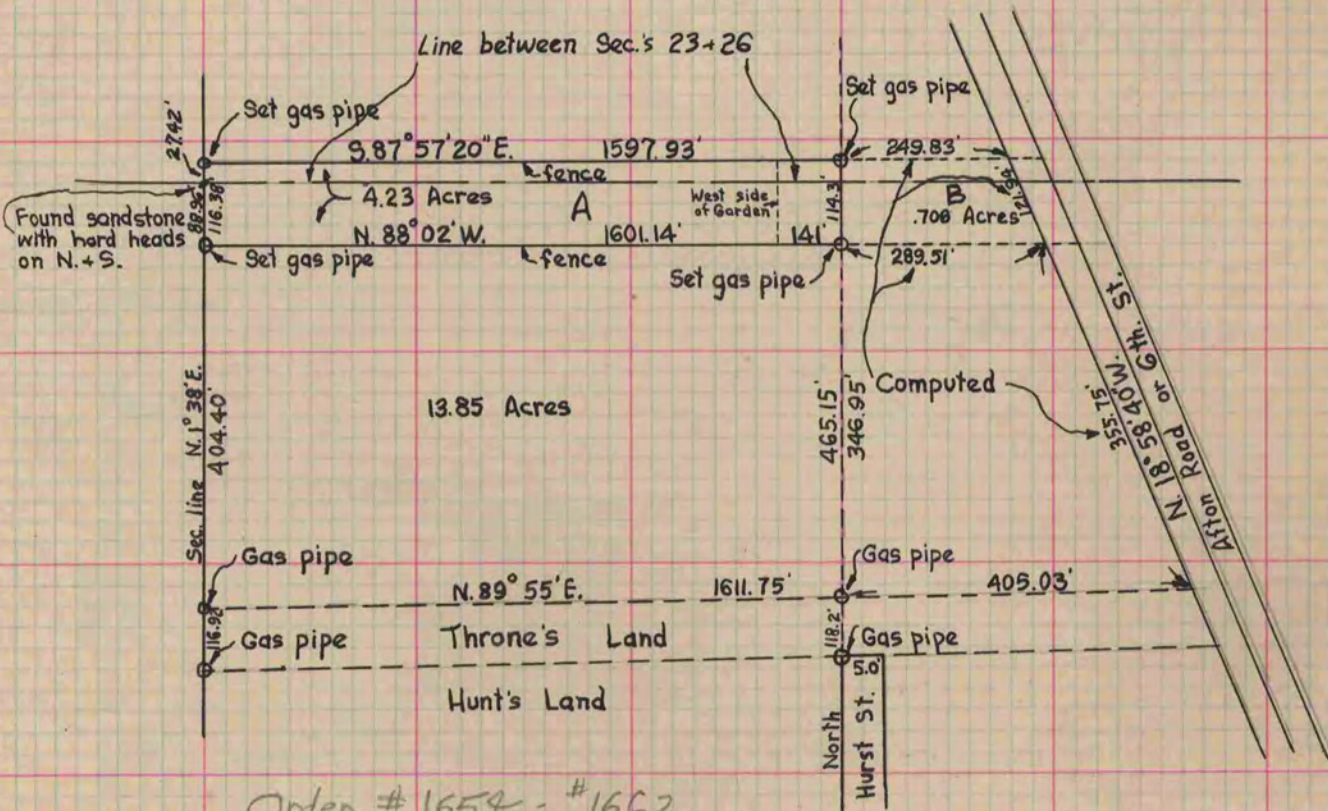 Line between Sec.'s 23+26
Set gas pipe
Set gas pipe
27.42'
S.87°57'20"E. 1597.93'
249.83'
fence
88.96'
116.38'
4.23 Acres
A
West side
of Garden
114.3'
B
.708 Acres
Found sandstone
with hard heads
on N.+S.
N. 88°02'W. 1601.14' 141'
289.51'
Set gas pipe
fence
Set gas pipe
Computed
13.85 Acres
Sec. line N.1°38'E.
404.40'
465.15'
346.95'
355.75'
N. 18°58'40"W.
Afton Road or 6th. St.
Gas pipe
Gas pipe
N.89°55'E. 1611.75'
405.03'
116.92'
Gas pipe
Throne's Land
118.2'
Gas pipe
5.0'
Hunt's Land
North
Hurst St.
Order #1654 - #1662